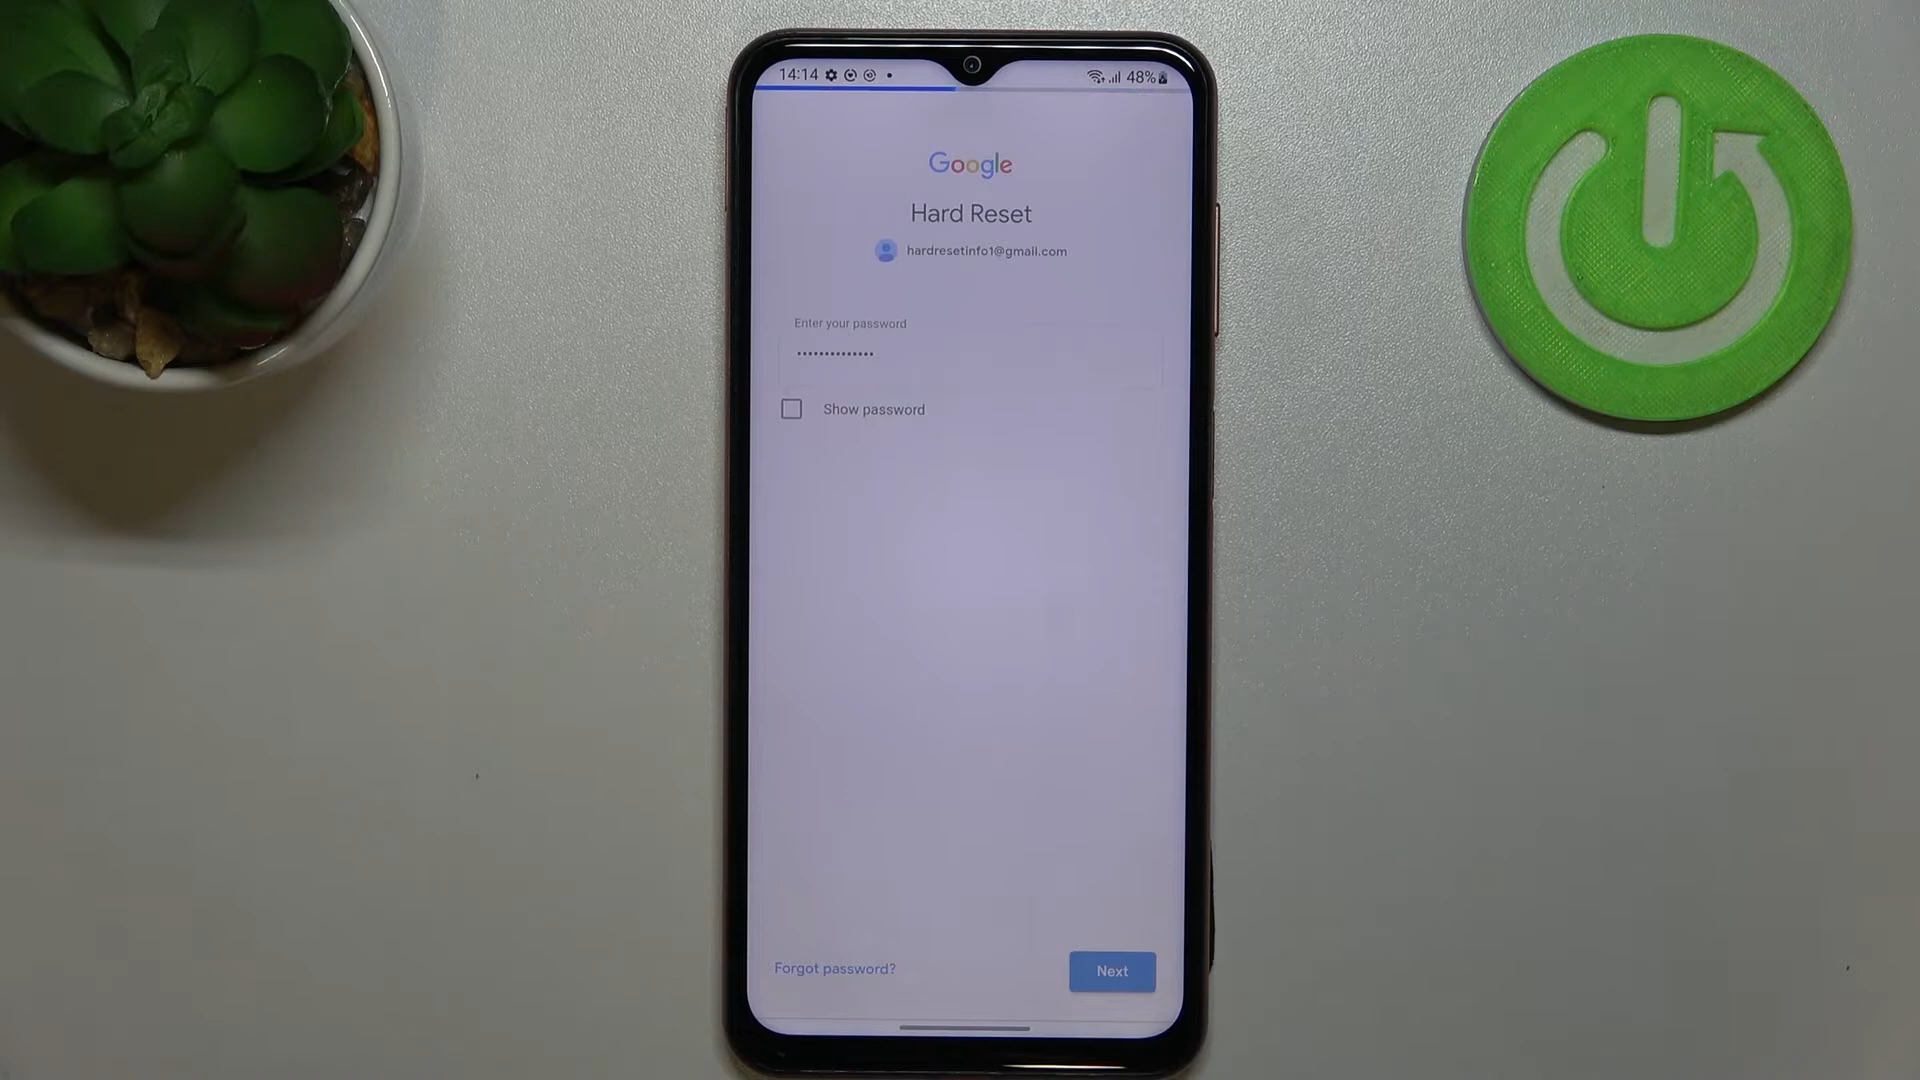 14:14 48%
Google
Hard Reset
hardresetinfo1@gmail.com
Enter your password
••••••••••••••
Show password
Forgot password? Next